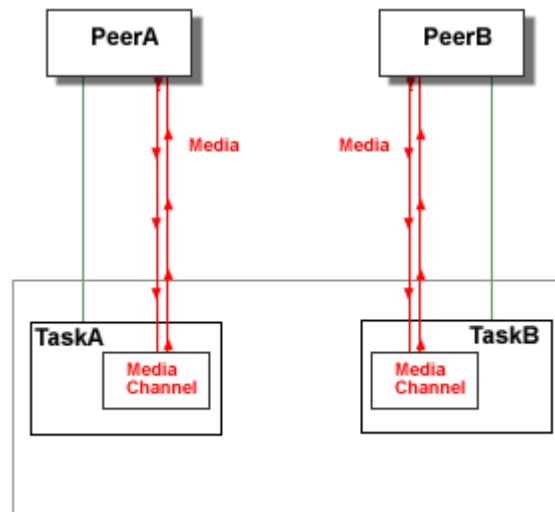 PeerA
PeerB
Media
Media
TaskA
TaskB
Media
Channel
Media
Channel